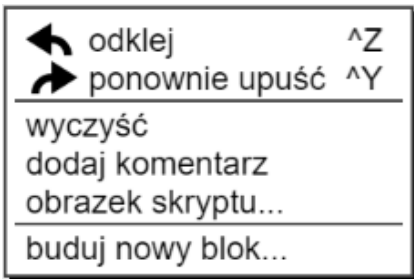 odklej ^Z
ponownie upuść ^Y
wyczyść
dodaj komentarz
obrazek skryptu...
buduj nowy blok...